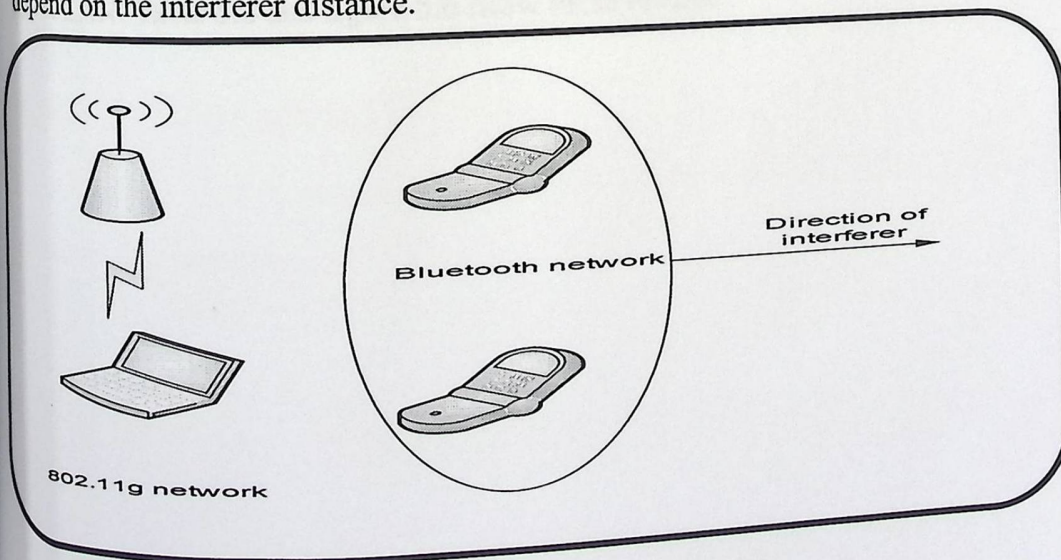 depend on the interferer distance.
Direction of
interferer
Bluetooth network
802.11g network